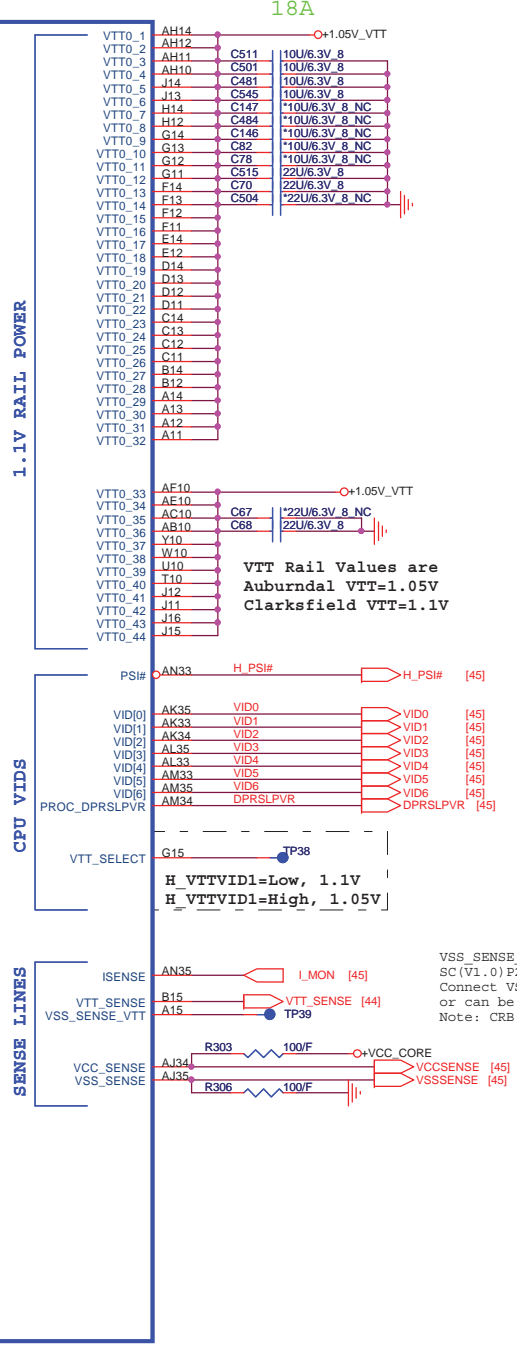 18A
1.1V RAIL POWER
VTT0_1 AH14 +1.05V_VTT
VTT0_2 AH12
VTT0_3 AH11 C511 10U/6.3V_8
VTT0_4 AH10 C501 10U/6.3V_8
VTT0_5 J14 C481 10U/6.3V_8
VTT0_6 J13 C545 10U/6.3V_8
VTT0_7 H14 C147 *10U/6.3V_8_NC
VTT0_8 H12 C484 *10U/6.3V_8_NC
VTT0_9 G14 C146 *10U/6.3V_8_NC
VTT0_10 G13 C82 *10U/6.3V_8_NC
VTT0_11 G12 C78 *10U/6.3V_8_NC
VTT0_12 G11 C515 22U/6.3V_8
VTT0_13 F14 C70 22U/6.3V_8
VTT0_14 F13 C504 *22U/6.3V_8_NC
VTT0_15 F12
VTT0_16 F11
VTT0_17 E14
VTT0_18 E12
VTT0_19 D14
VTT0_20 D13
VTT0_21 D12
VTT0_22 D11
VTT0_23 C14
VTT0_24 C13
VTT0_25 C12
VTT0_26 C11
VTT0_27 B14
VTT0_28 B12
VTT0_29 A14
VTT0_30 A13
VTT0_31 A12
VTT0_32 A11
VTT0_33 AF10 +1.05V_VTT
VTT0_34 AE10
VTT0_35 AC10 C67 *22U/6.3V_8_NC
VTT0_36 AB10 C68 22U/6.3V_8
VTT0_37 Y10
VTT0_38 W10
VTT0_39 U10
VTT0_40 T10
VTT0_41 J12
VTT0_42 J11
VTT0_43 J16
VTT0_44 J15
VTT Rail Values are
Auburndal VTT=1.05V
Clarksfield VTT=1.1V
CPU VIDS
PSI# AN33 H_PSI# H_PSI# [45]
VID[0] AK35 VID0 VID0 [45]
VID[1] AK33 VID1 VID1 [45]
VID[2] AK34 VID2 VID2 [45]
VID[3] AL35 VID3 VID3 [45]
VID[4] AL33 VID4 VID4 [45]
VID[5] AM33 VID5 VID5 [45]
VID[6] AM35 VID6 VID6 [45]
PROC_DPRSLPVR AM34 DPRSLPVR DPRSLPVR [45]
VTT_SELECT G15 TP38
H_VTTVID1=Low, 1.1V
H_VTTVID1=High, 1.05V
SENSE LINES
ISENSE AN35 I_MON [45]
VTT_SENSE B15 VTT_SENSE [44]
VSS_SENSE_VTT A15 TP39
VSS_SENSE_
SC(V1.0)P
Connect VS
or can be
Note: CRB
R303 100/F +VCC_CORE
VCC_SENSE AJ34 VCCSENSE [45]
VSS_SENSE AJ35 VSSSENSE [45]
R306 100/F